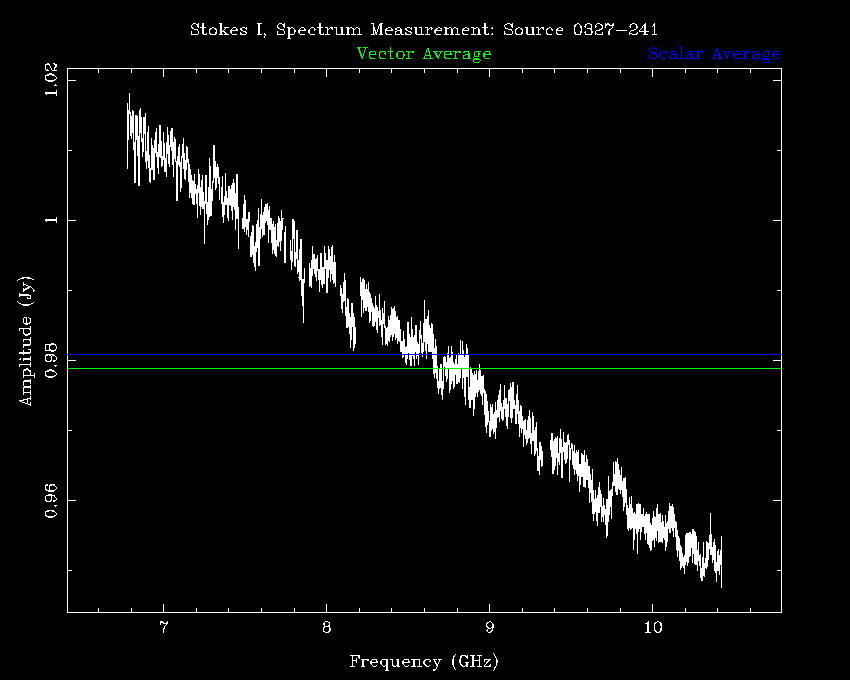 Stokes I, Spectrum Measurement: Source 0327-241
Vector Average Scalar Average
1.02
1
0.98
0.96
Amplitude (Jy)
7 8 9 10
Frequency (GHz)